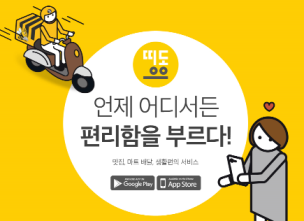 띵동
언제 어디서든
편리함을 부르다!
맛집, 마트 배달, 생활편의 서비스
Google Play
App Store